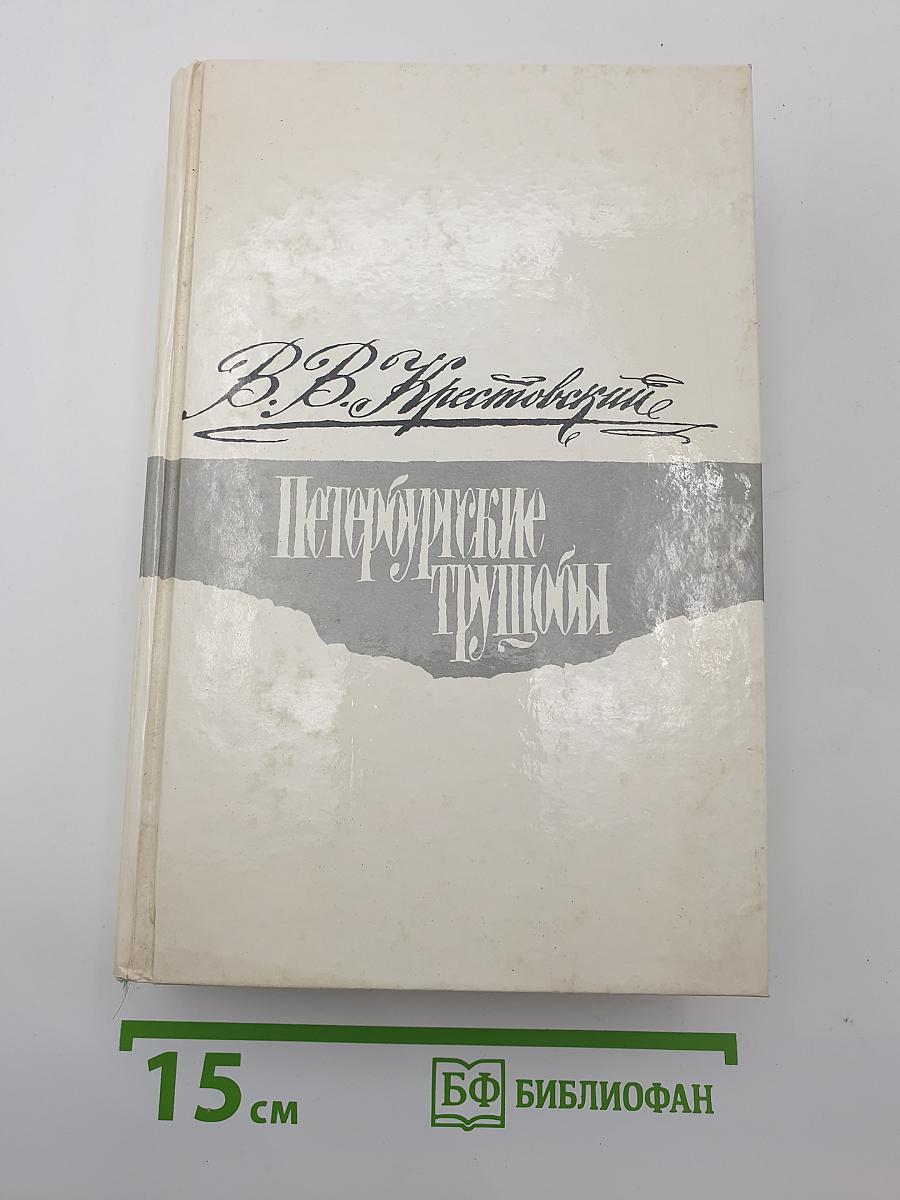 В. В. Крестовский
Петербургские
трущобы
15 см
БФ БИБЛИОФАН